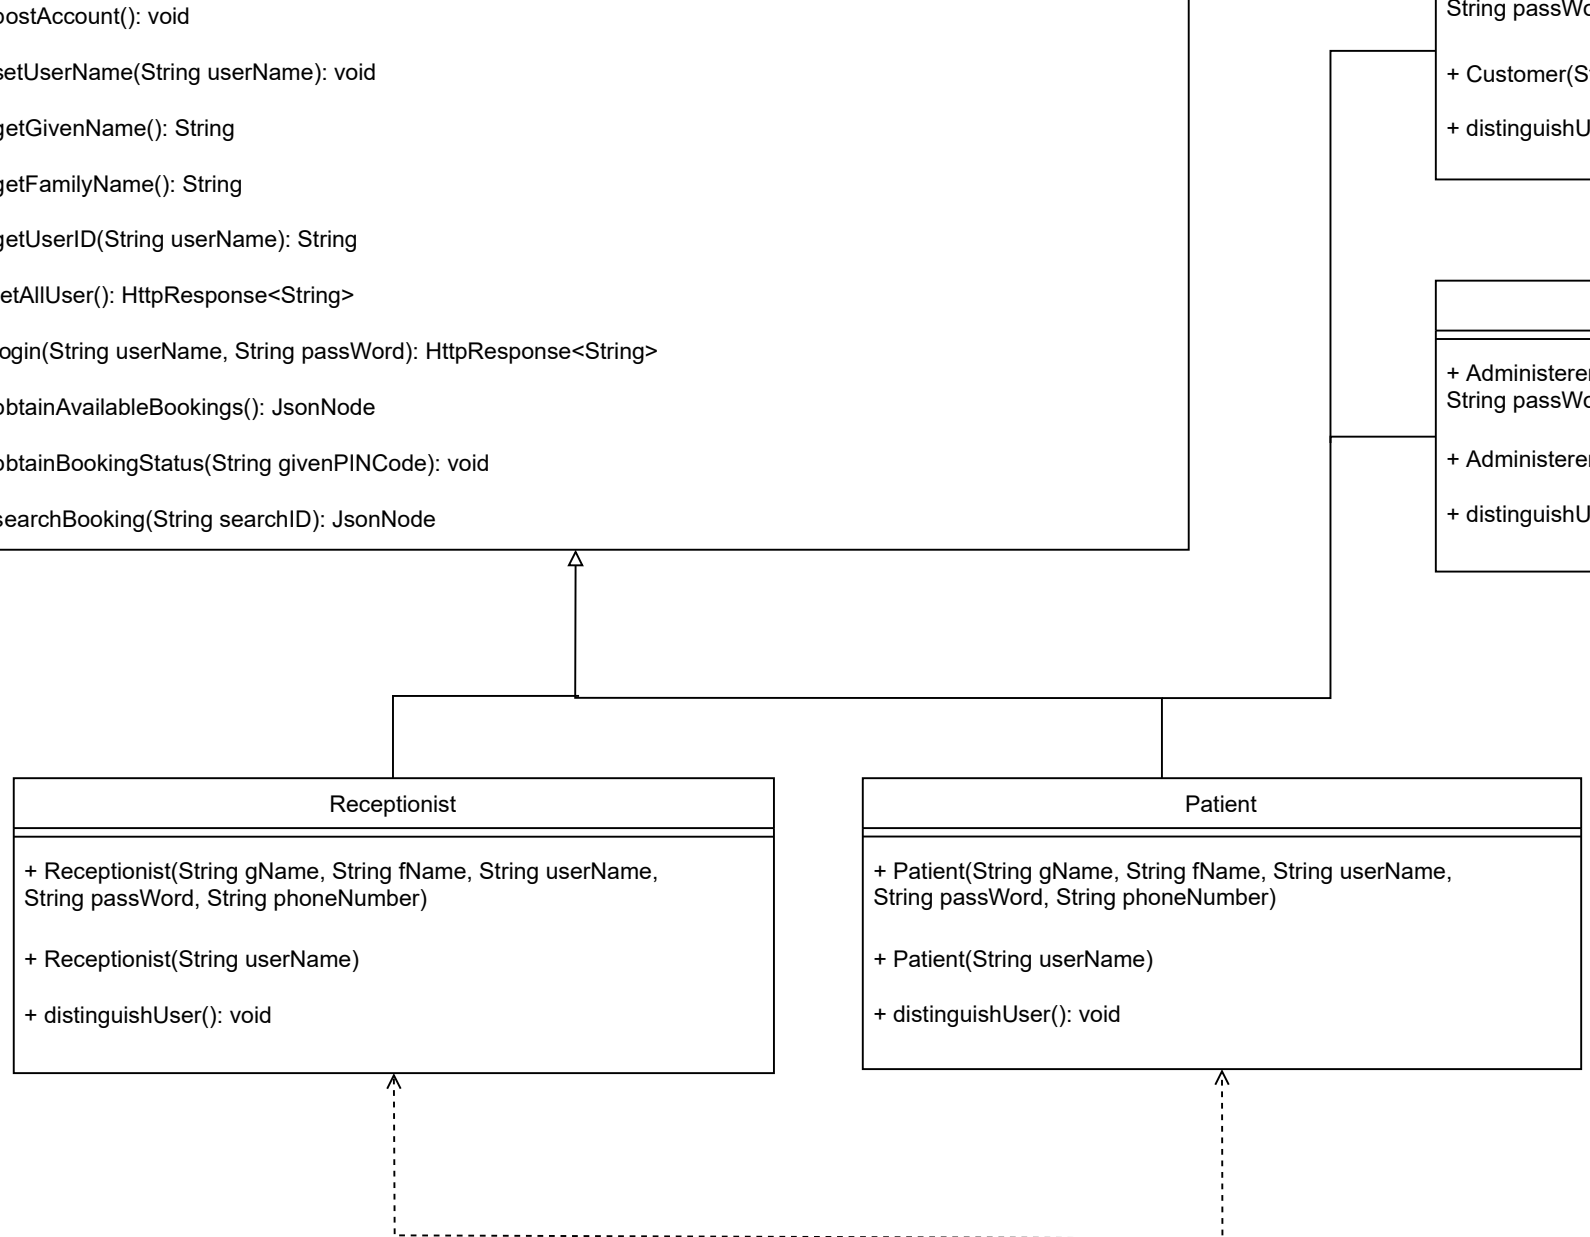 postAccount(): void
setUserName(String userName): void
getGivenName(): String
getFamilyName(): String
getUserID(String userName): String
etAllUser(): HttpResponse<String>
ogin(String userName, String passWord): HttpResponse<String>
obtainAvailableBookings(): JsonNode
obtainBookingStatus(String givenPINCode): void
searchBooking(String searchID): JsonNode
String passWo
+ Customer(St
+ distinguishU
+ Administerer
String passWo
+ Administerer
+ distinguishU
Receptionist
+ Receptionist(String gName, String fName, String userName,
String passWord, String phoneNumber)
+ Receptionist(String userName)
+ distinguishUser(): void
Patient
+ Patient(String gName, String fName, String userName,
String passWord, String phoneNumber)
+ Patient(String userName)
+ distinguishUser(): void